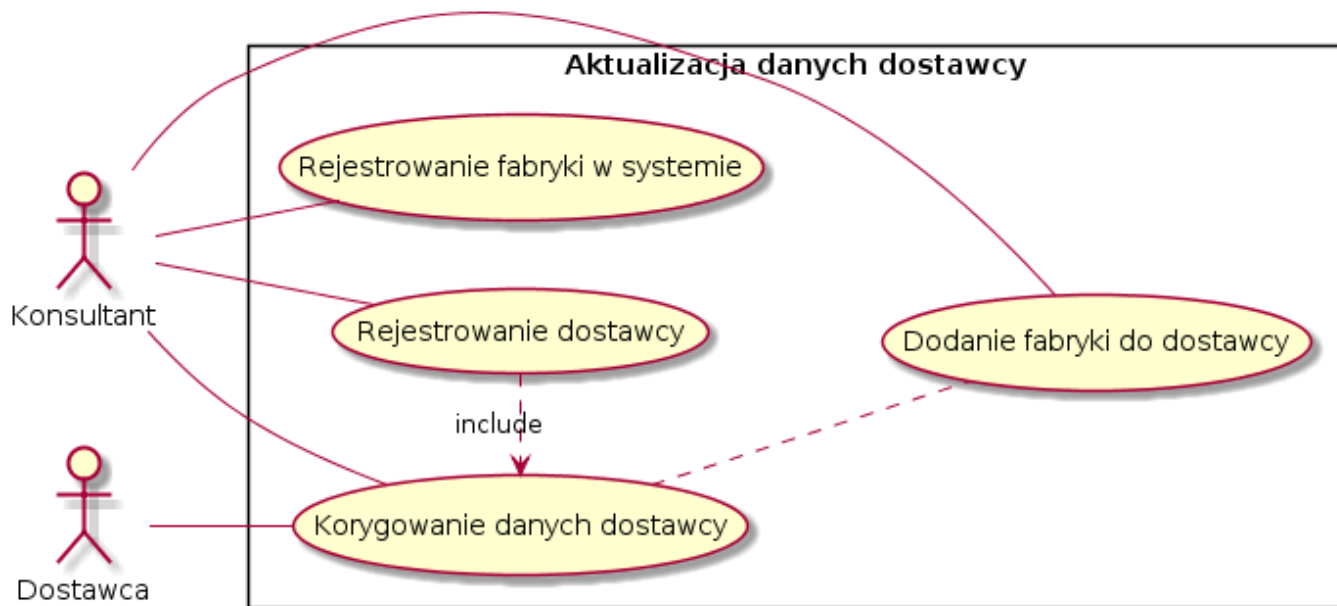 Aktualizacja danych dostawcy
Rejestrowanie fabryki w systemie
Konsultant
Rejestrowanie dostawcy
Dodanie fabryki do dostawcy
include
Korygowanie danych dostawcy
Dostawca